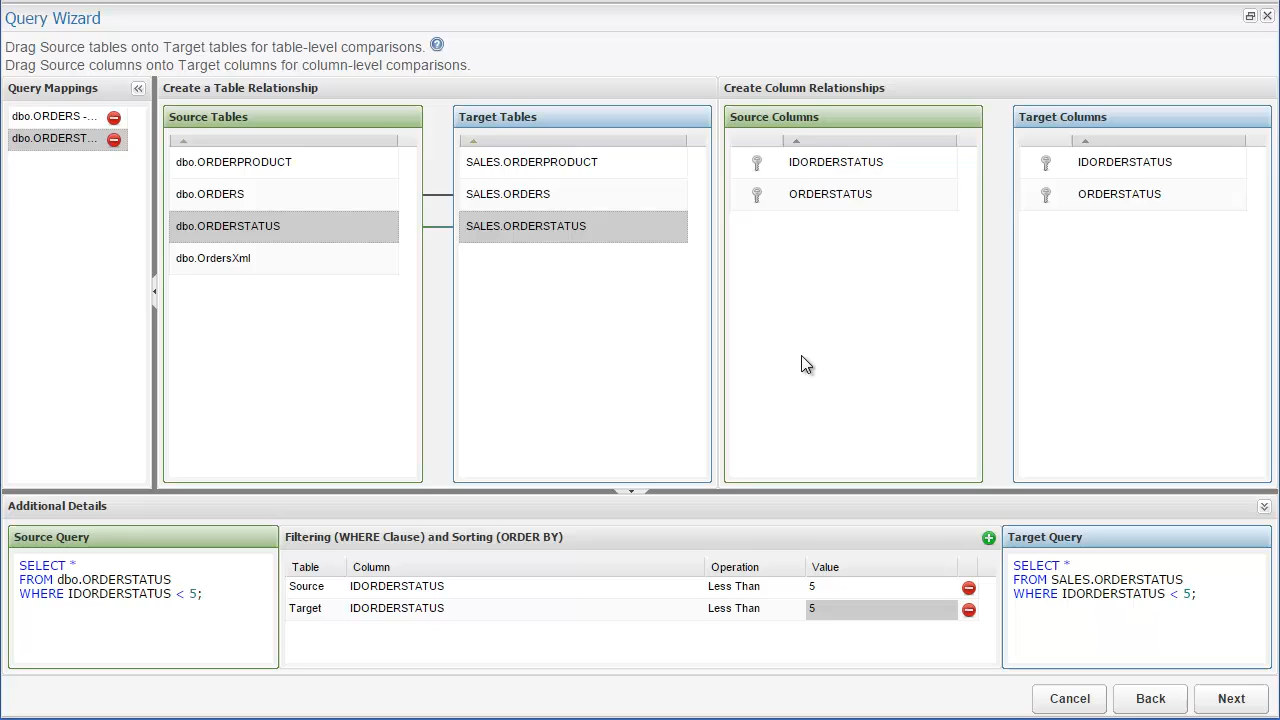 Query Wizard
Drag Source tables onto Target tables for table-level comparisons.
Drag Source columns onto Target columns for column-level comparisons.
Query Mappings
dbo.ORDERS -...
dbo.ORDERST...
Create a Table Relationship
Source Tables
dbo.ORDERPRODUCT
dbo.ORDERS
dbo.ORDERSTATUS
dbo.OrdersXml
Target Tables
SALES.ORDERPRODUCT
SALES.ORDERS
SALES.ORDERSTATUS
Create Column Relationships
Source Columns
IDORDERSTATUS
ORDERSTATUS
Target Columns
IDORDERSTATUS
ORDERSTATUS
Additional Details
Source Query
SELECT *
FROM dbo.ORDERSTATUS
WHERE IDORDERSTATUS < 5;
Filtering (WHERE Clause) and Sorting (ORDER BY)
Table Column Operation Value
Source IDORDERSTATUS Less Than 5
Target IDORDERSTATUS Less Than 5
Target Query
SELECT *
FROM SALES.ORDERSTATUS
WHERE IDORDERSTATUS < 5;
Cancel Back Next